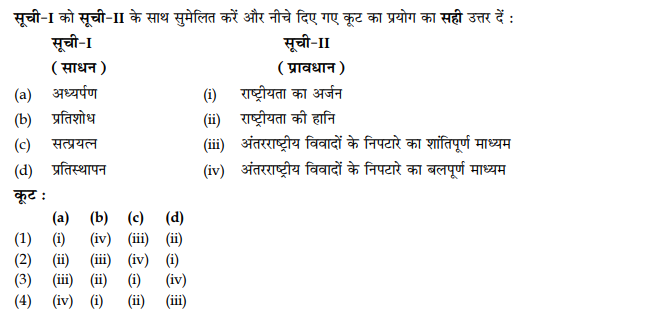 सूची-I को सूची-II के साथ सुमेलित करें और नीचे दिए गए कूट का प्रयोग का सही उत्तर दें :
सूची-I सूची-II
( साधन ) ( प्रावधान )
(a) अध्यर्पण (i) राष्ट्रीयता का अर्जन
(b) प्रतिशोध (ii) राष्ट्रीयता की हानि
(c) सत्प्रयत्न (iii) अंतरराष्ट्रीय विवादों के निपटारे का शांतिपूर्ण माध्यम
(d) प्रतिस्थापन (iv) अंतरराष्ट्रीय विवादों के निपटारे का बलपूर्ण माध्यम
कूट :
(a) (b) (c) (d)
(1) (i) (iv) (iii) (ii)
(2) (ii) (iii) (iv) (i)
(3) (iii) (ii) (i) (iv)
(4) (iv) (i) (ii) (iii)